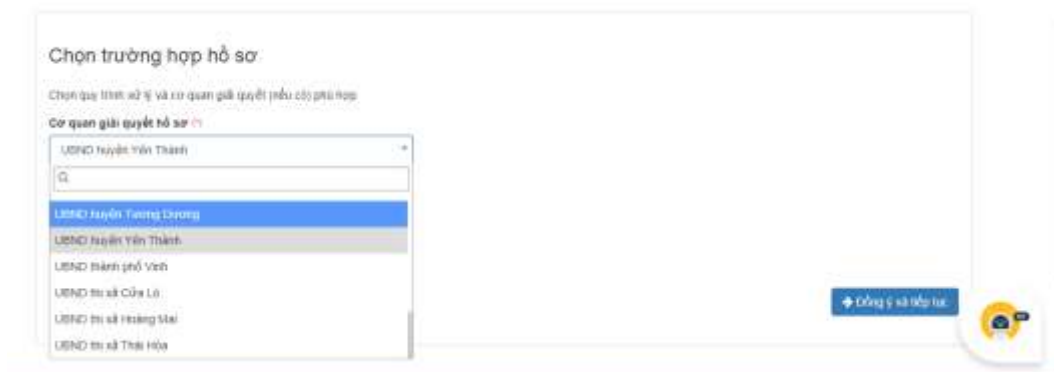 Chọn trường hợp hồ sơ
Chọn quy trình xử lý và cơ quan giải quyết (nếu có) phù hợp
Cơ quan giải quyết hồ sơ (*)
UBND huyện Yên Thành
UBND huyện Tương Dương
UBND huyện Yên Thành
UBND thành phố Vinh
UBND thị xã Cửa Lò
UBND thị xã Hoàng Mai
UBND thị xã Thái Hòa
Đồng ý và tiếp tục